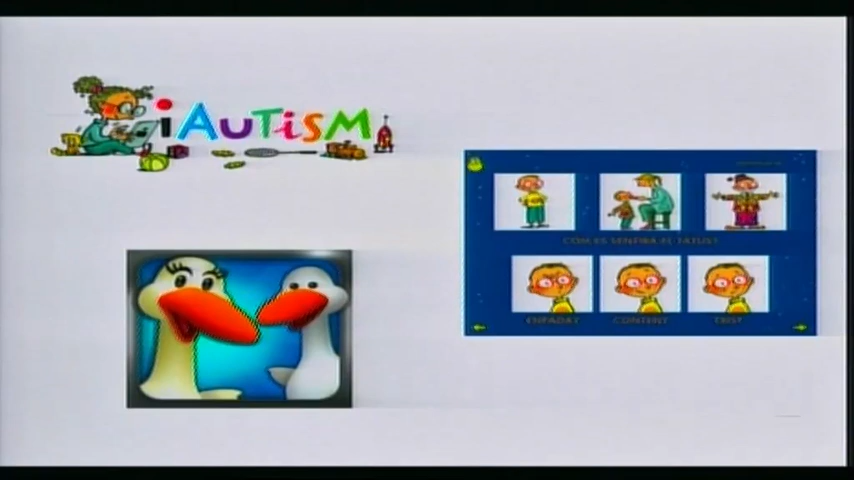 iAUTiSM
COM ES SENTIRÀ EL TATUS?
ENFADAT
CONTENT
TRIST